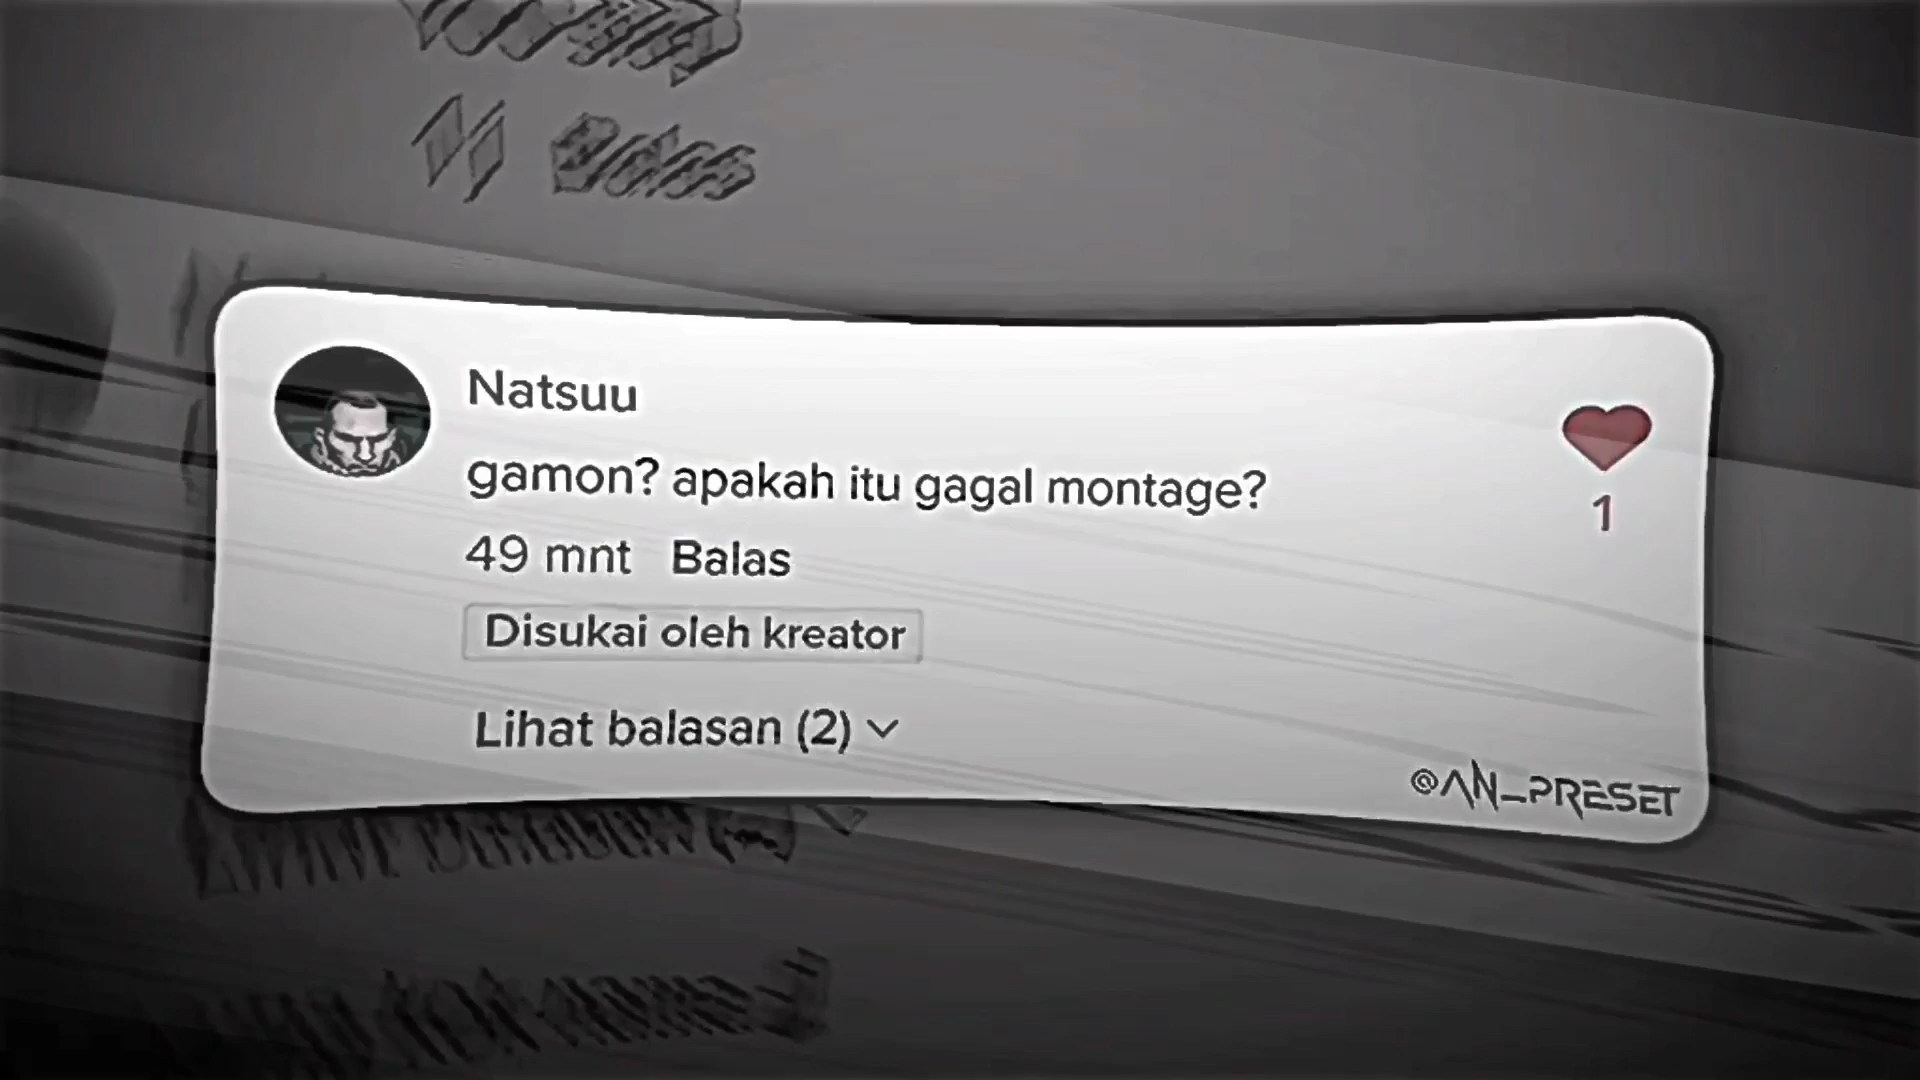 Natsuu
gamon? apakah itu gagal montage?
1
49 mnt Balas
Disukai oleh kreator
Lihat balasan (2)
@AN_PRESET